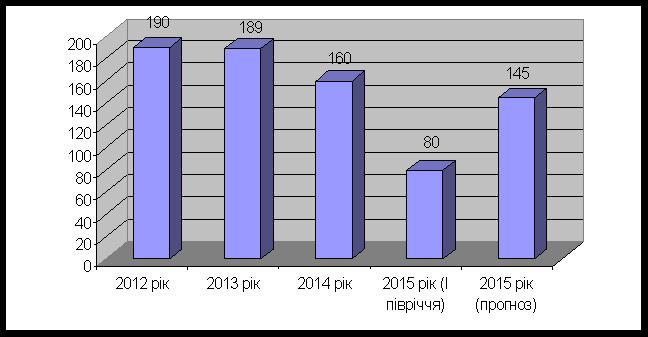 190
189
160
80
145
200
180
160
140
120
100
80
60
40
20
0
2012 рік
2013 рік
2014 рік
2015 рік (І
півріччя)
2015 рік
(прогноз)